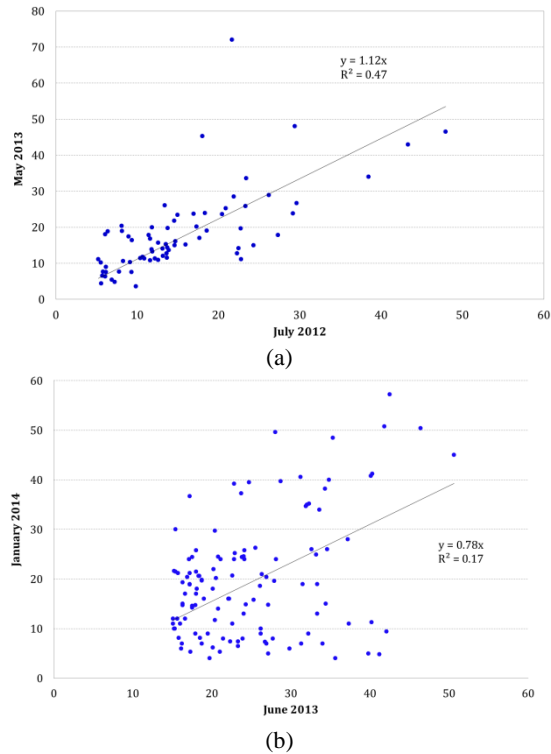 80
70
60
50
40
30
20
10
0
May 2013
y = 1.12x
R² = 0.47
0 10 20 30 40 50 60
July 2012
(a)
60
50
40
30
20
10
0
January 2014
y = 0.78x
R² = 0.17
0 10 20 30 40 50 60
June 2013
(b)